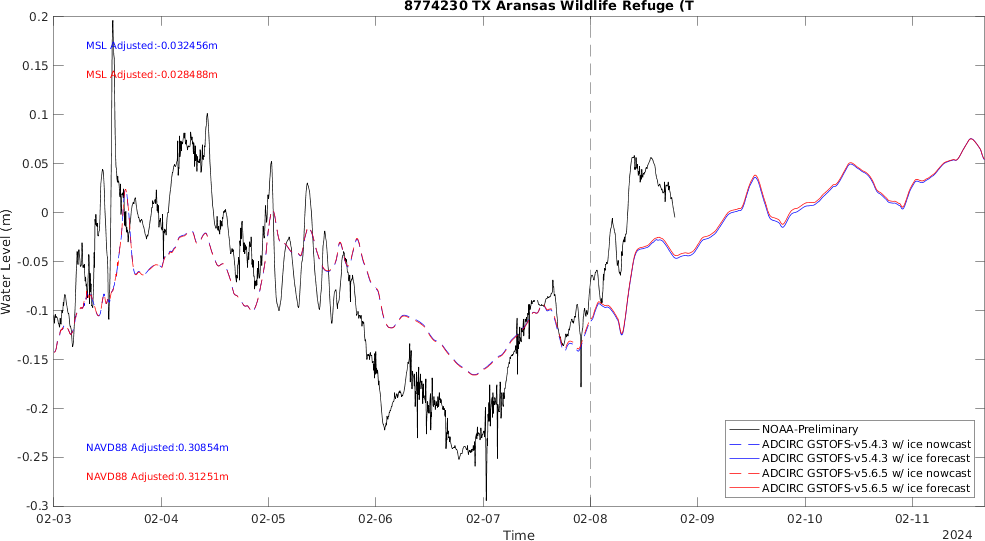 8774230 TX Aransas Wildlife Refuge (T
0.2
0.15
0.1
0.05
0
-0.05
-0.1
-0.15
-0.2
-0.25
-0.3
Water Level (m)
MSL Adjusted:-0.032456m
MSL Adjusted:-0.028488m
NAVD88 Adjusted:0.30854m
NAVD88 Adjusted:0.31251m
NOAA-Preliminary
ADCIRC GSTOFS-v5.4.3 w/ ice nowcast
ADCIRC GSTOFS-v5.4.3 w/ ice forecast
ADCIRC GSTOFS-v5.6.5 w/ ice nowcast
ADCIRC GSTOFS-v5.6.5 w/ ice forecast
02-03 02-04 02-05 02-06 02-07 02-08 02-09 02-10 02-11
Time
2024